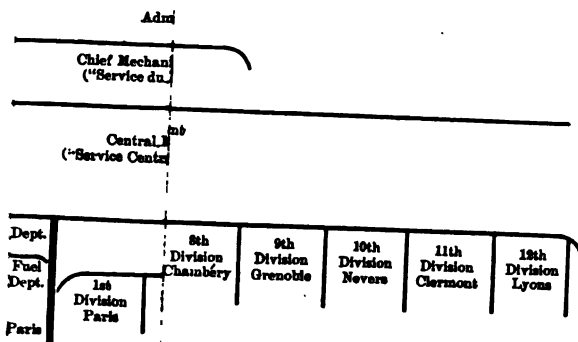 Adm
Chief Mechan
("Service du
Central
mb
("Service Centr
Dept.
Fuel
Dept.
Paris
1st
Division
Paris
8th
Division
Chambéry
9th
Division
Grenoble
10th
Division
Nevers
11th
Division
Clermont
12th
Division
Lyons